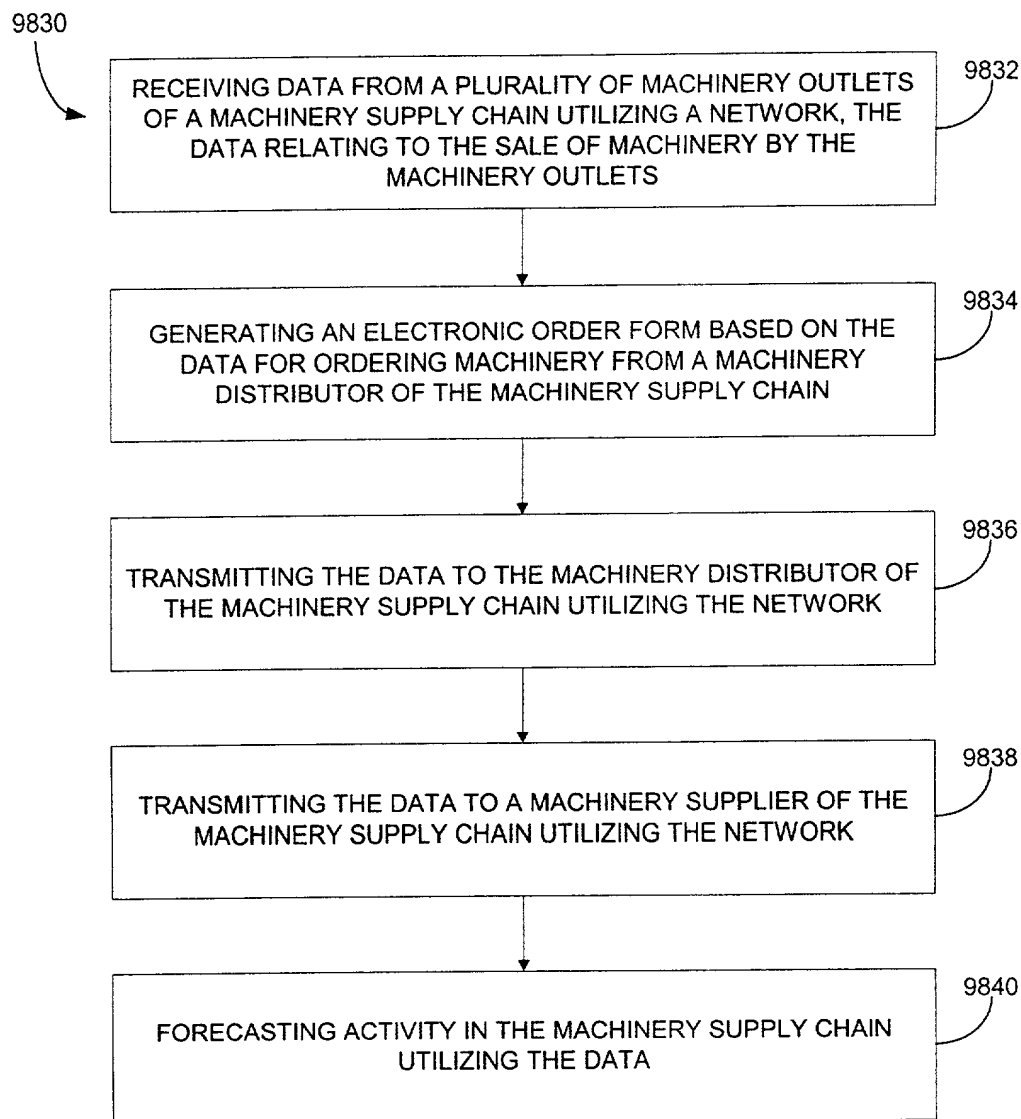 9830
9832
RECEIVING DATA FROM A PLURALITY OF MACHINERY OUTLETS
OF A MACHINERY SUPPLY CHAIN UTILIZING A NETWORK, THE
DATA RELATING TO THE SALE OF MACHINERY BY THE
MACHINERY OUTLETS
9834
GENERATING AN ELECTRONIC ORDER FORM BASED ON THE
DATA FOR ORDERING MACHINERY FROM A MACHINERY
DISTRIBUTOR OF THE MACHINERY SUPPLY CHAIN
9836
TRANSMITTING THE DATA TO THE MACHINERY DISTRIBUTOR OF
THE MACHINERY SUPPLY CHAIN UTILIZING THE NETWORK
9838
TRANSMITTING THE DATA TO A MACHINERY SUPPLIER OF THE
MACHINERY SUPPLY CHAIN UTILIZING THE NETWORK
9840
FORECASTING ACTIVITY IN THE MACHINERY SUPPLY CHAIN
UTILIZING THE DATA